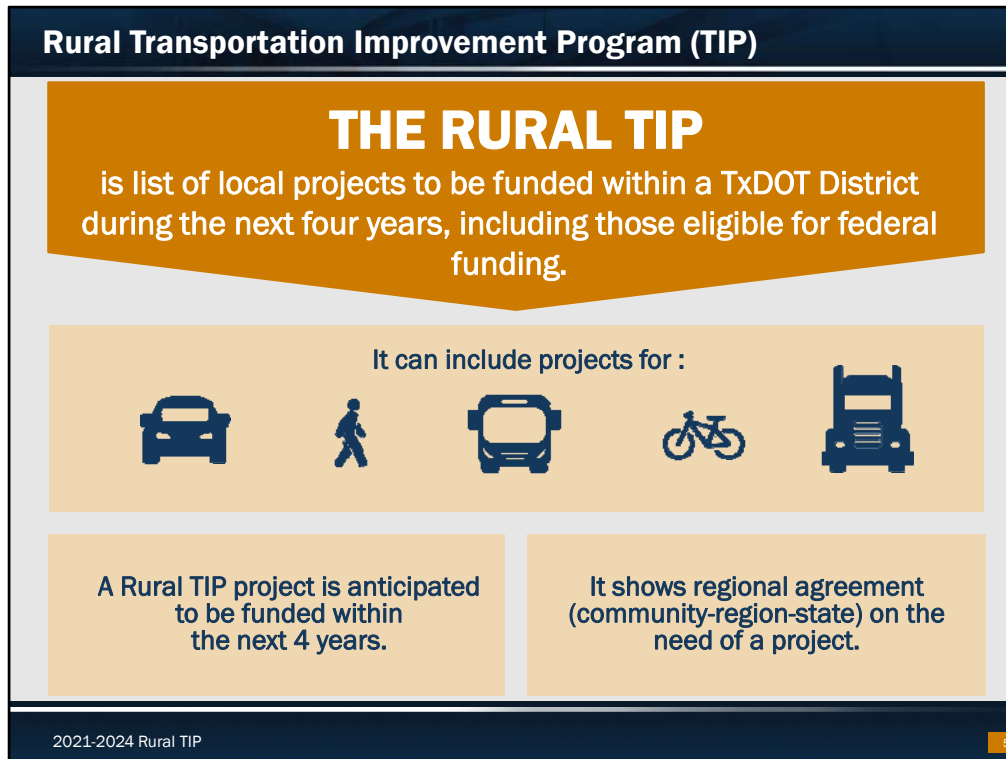 Rural Transportation Improvement Program (TIP)
THE RURAL TIP
is list of local projects to be funded within a TxDOT District
during the next four years, including those eligible for federal
funding.
It can include projects for :
A Rural TIP project is anticipated
to be funded within
the next 4 years.
It shows regional agreement
(community-region-state) on the
need of a project.
2021-2024 Rural TIP
5